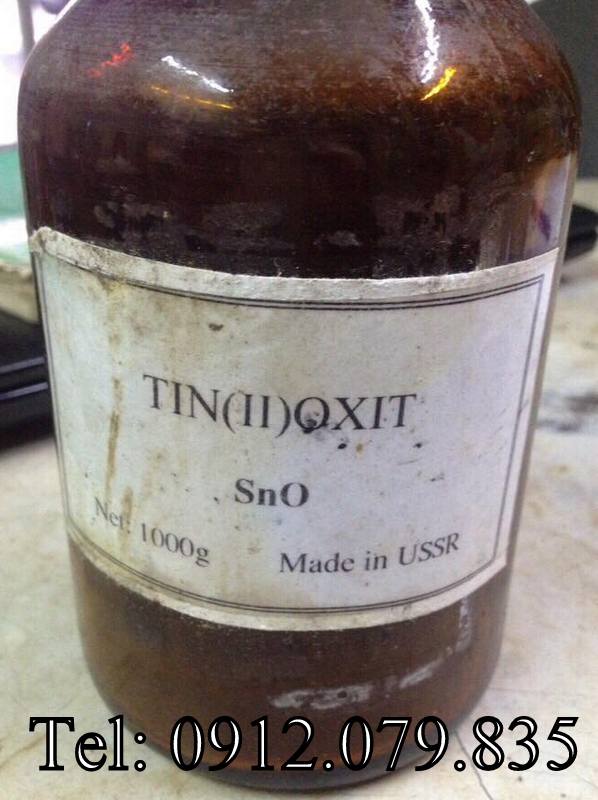 TIN(II)OXIT
SnO
Net: 1000g Made in USSR
Tel: 0912.079.835